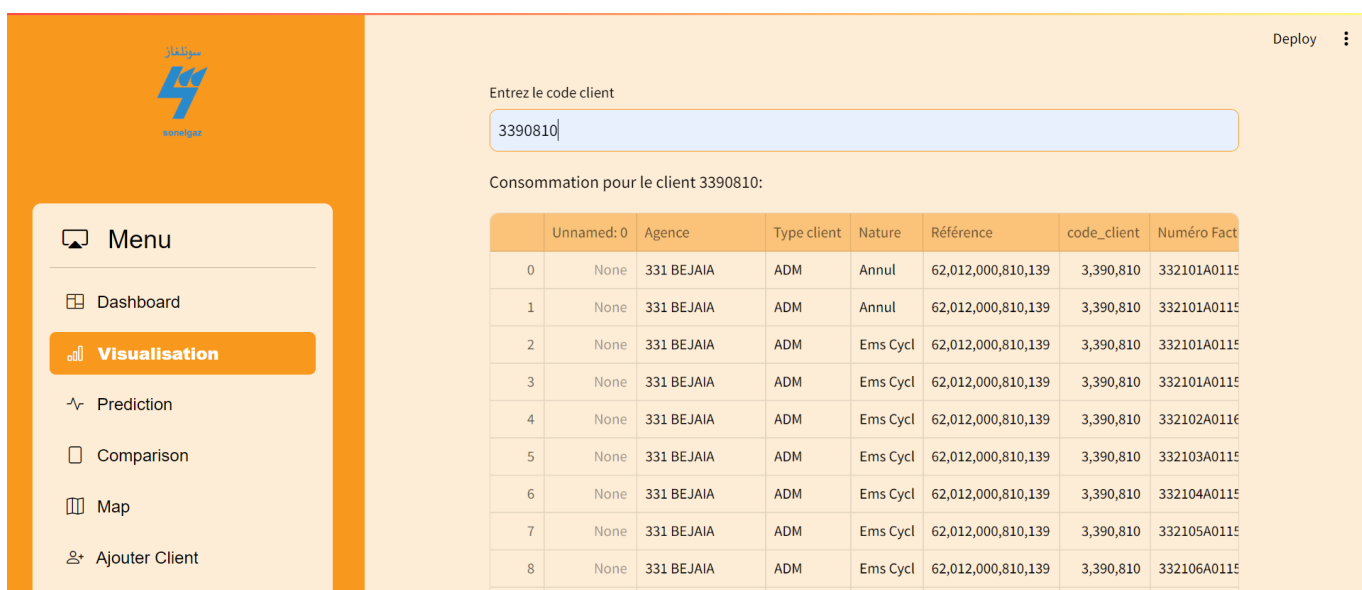 Deploy
سونلغاز
sonelgaz
Menu
Dashboard
Visualisation
Prediction
Comparison
Map
Ajouter Client
Entrez le code client
3390810
Consommation pour le client 3390810:
Unnamed: 0 Agence Type client Nature Référence code_client Numéro Fact
0 None 331 BEJAIA ADM Annul 62,012,000,810,139 3,390,810 332101A0115
1 None 331 BEJAIA ADM Annul 62,012,000,810,139 3,390,810 332101A0115
2 None 331 BEJAIA ADM Ems Cycl 62,012,000,810,139 3,390,810 332101A0115
3 None 331 BEJAIA ADM Ems Cycl 62,012,000,810,139 3,390,810 332101A0115
4 None 331 BEJAIA ADM Ems Cycl 62,012,000,810,139 3,390,810 332102A0116
5 None 331 BEJAIA ADM Ems Cycl 62,012,000,810,139 3,390,810 332103A0115
6 None 331 BEJAIA ADM Ems Cycl 62,012,000,810,139 3,390,810 332104A0115
7 None 331 BEJAIA ADM Ems Cycl 62,012,000,810,139 3,390,810 332105A0115
8 None 331 BEJAIA ADM Ems Cycl 62,012,000,810,139 3,390,810 332106A0115